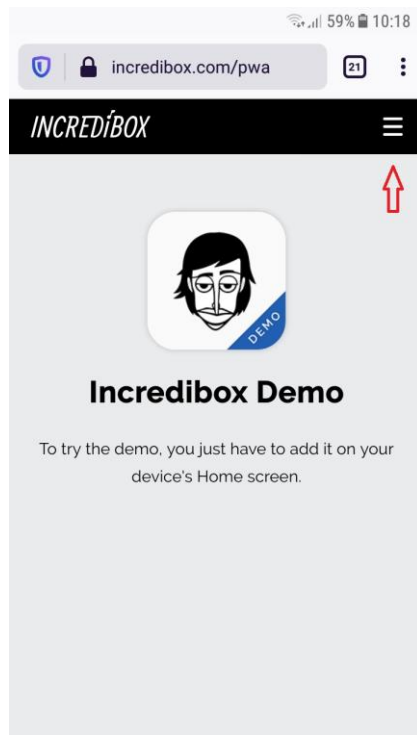 59% 10:18
incredibox.com/pwa 21
INCREDÍBOX
DEMO
Incredibox Demo
To try the demo, you just have to add it on your
device's Home screen.